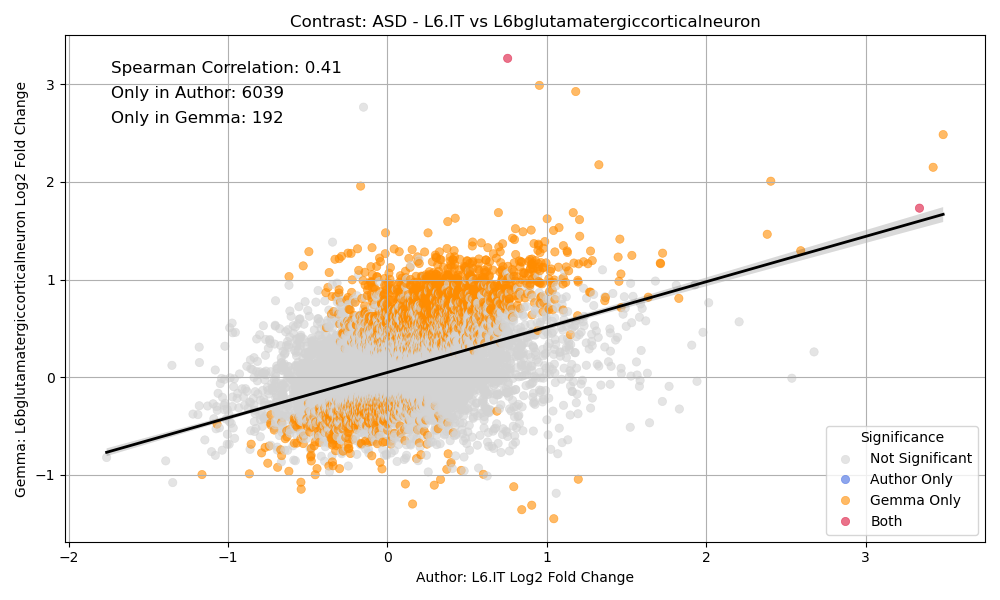 Contrast: ASD - L6.IT vs L6bglutamatergiccorticalneuron
Spearman Correlation: 0.41
Only in Author: 6039
Only in Gemma: 192
Gemma: L6bglutamatergiccorticalneuron Log2 Fold Change
3
2
1
0
−1
−2
−1
0
1
2
3
Author: L6.IT Log2 Fold Change
Significance
Not Significant
Author Only
Gemma Only
Both